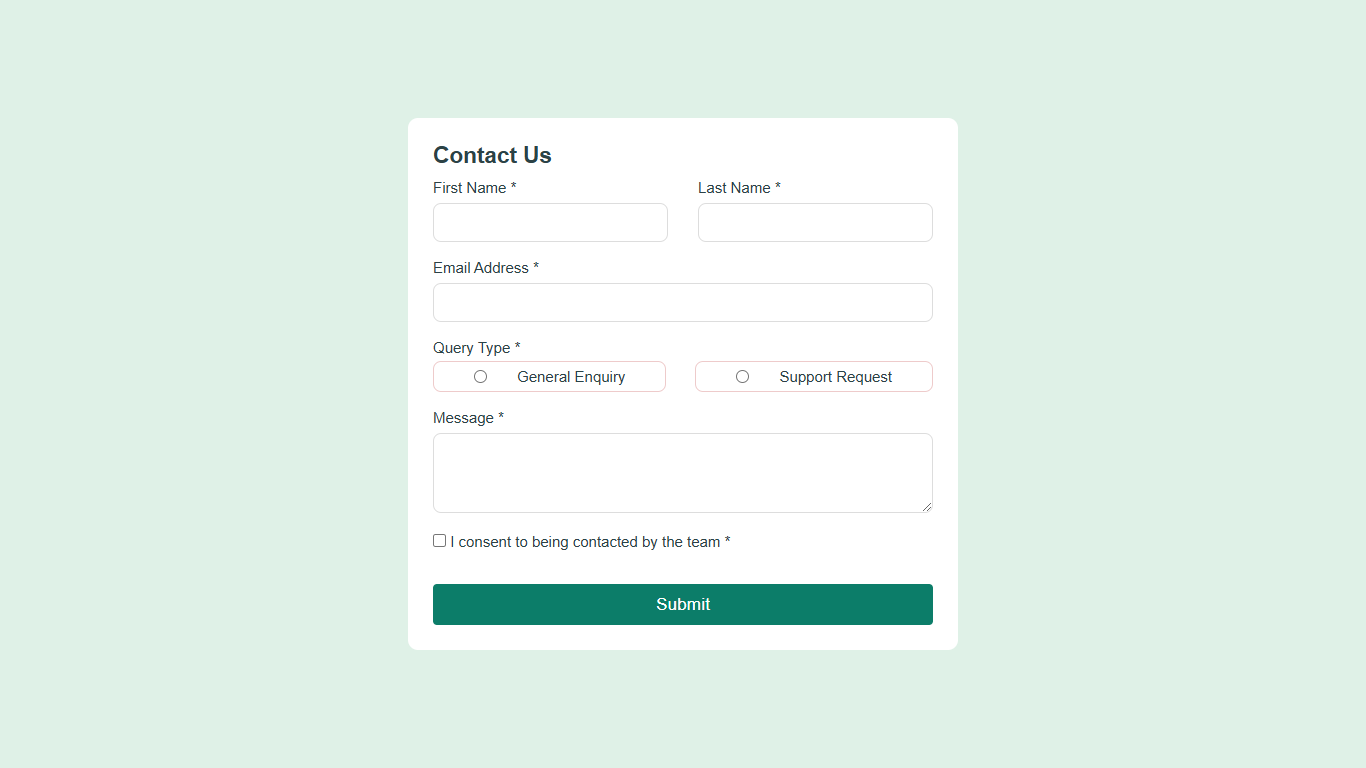 Contact Us
First Name * Last Name *
Email Address *
Query Type *
General Enquiry Support Request
Message *
I consent to being contacted by the team *
Submit